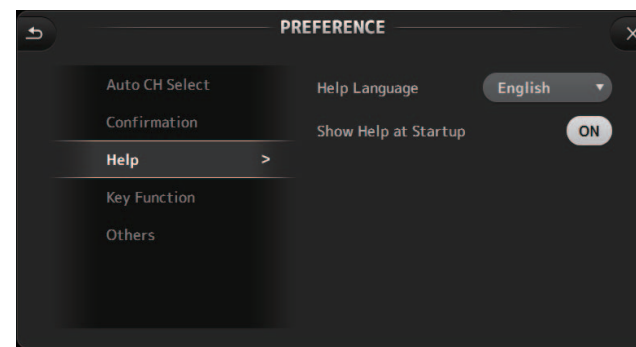 PREFERENCE
Auto CH Select
Confirmation
Help >
Key Function
Others
Help Language English
Show Help at Startup ON